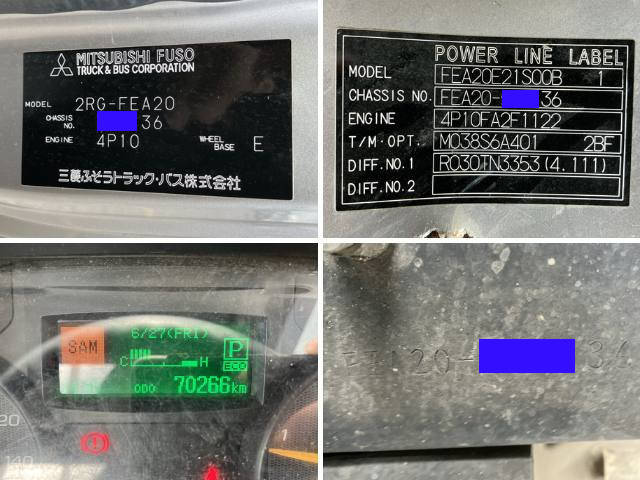 MITSUBISHI FUSO
TRUCK & BUS CORPORATION
MODEL 2RG-FEA20
CHASSIS NO. 36
ENGINE 4P10 WHEEL BASE E
三菱ふそうトラック・バス株式会社
POWER LINE LABEL
MODEL FEA20E21S00B 1
CHASSIS NO. FEA20- 36
ENGINE 4P10FA2F1122
T/M·OPT. M038S6A401 2BF
DIFF.NO.1 R030TN3353(4.111)
DIFF.NO.2
6/27(FRI)
SAM
C H
P
ECO
ODO 70266km
20
140
1
20- 36